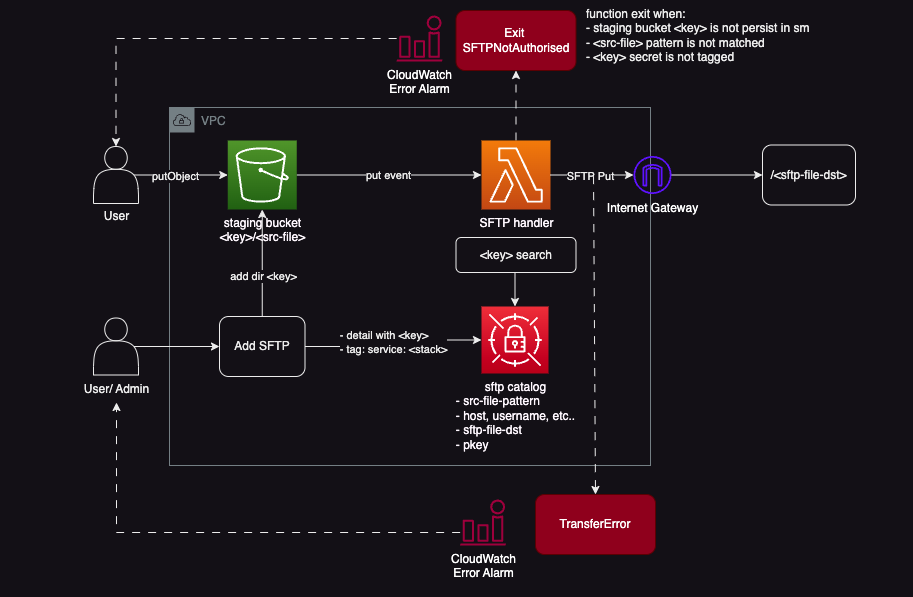 Exit
SFTPNotAuthorised
function exit when:
- staging bucket <key> is not persist in sm
- <src-file> pattern is not matched
- <key> secret is not tagged
CloudWatch
Error Alarm
VPC
User
putObject
staging bucket
<key>/<src-file>
put event
SFTP handler
SFTP Put
Internet Gateway
/<sftp-file-dst>
<key> search
add dir <key>
User/ Admin
Add SFTP
- detail with <key>
- tag: service: <stack>
sftp catalog
- src-file-pattern
- host, username, etc..
- sftp-file-dst
- pkey
CloudWatch
Error Alarm
TransferError